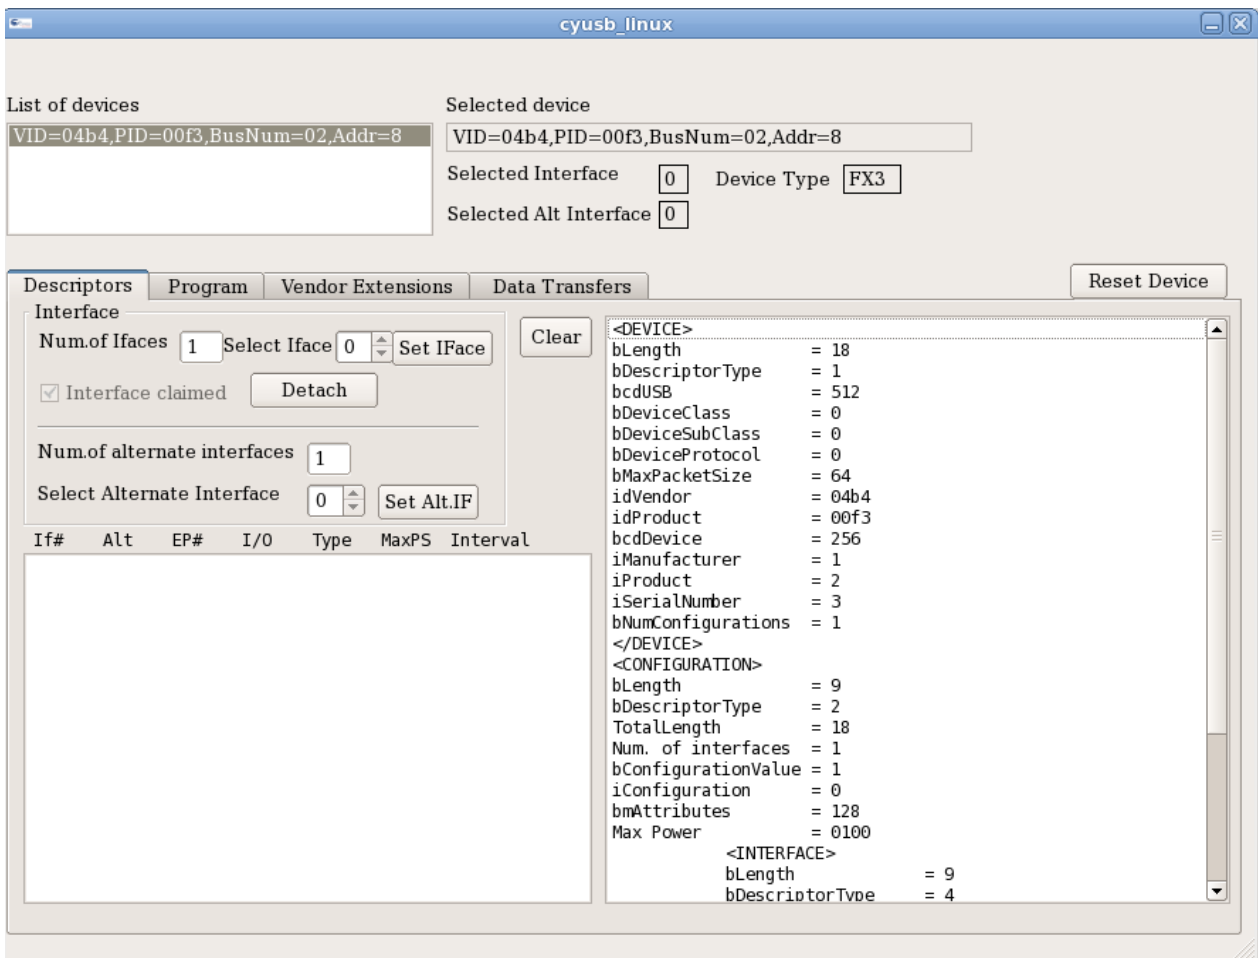 cyusb_linux
List of devices
VID=04b4,PID=00f3,BusNum=02,Addr=8
Selected device
VID=04b4,PID=00f3,BusNum=02,Addr=8
Selected Interface 0 Device Type FX3
Selected Alt Interface 0
Descriptors Program Vendor Extensions Data Transfers Reset Device
Interface
Num.of Ifaces 1 Select Iface 0 Set IFace
Interface claimed Detach
Num.of alternate interfaces 1
Select Alternate Interface 0 Set Alt.IF
Clear
If# Alt EP# I/O Type MaxPS Interval
<DEVICE>
bLength = 18
bDescriptorType = 1
bcdUSB = 512
bDeviceClass = 0
bDeviceSubClass = 0
bDeviceProtocol = 0
bMaxPacketSize = 64
idVendor = 04b4
idProduct = 00f3
bcdDevice = 256
iManufacturer = 1
iProduct = 2
iSerialNumber = 3
bNumConfigurations = 1
</DEVICE>
<CONFIGURATION>
bLength = 9
bDescriptorType = 2
TotalLength = 18
Num. of interfaces = 1
bConfigurationValue = 1
iConfiguration = 0
bmAttributes = 128
Max Power = 0100
<INTERFACE>
bLength = 9
bDescriptorType = 4